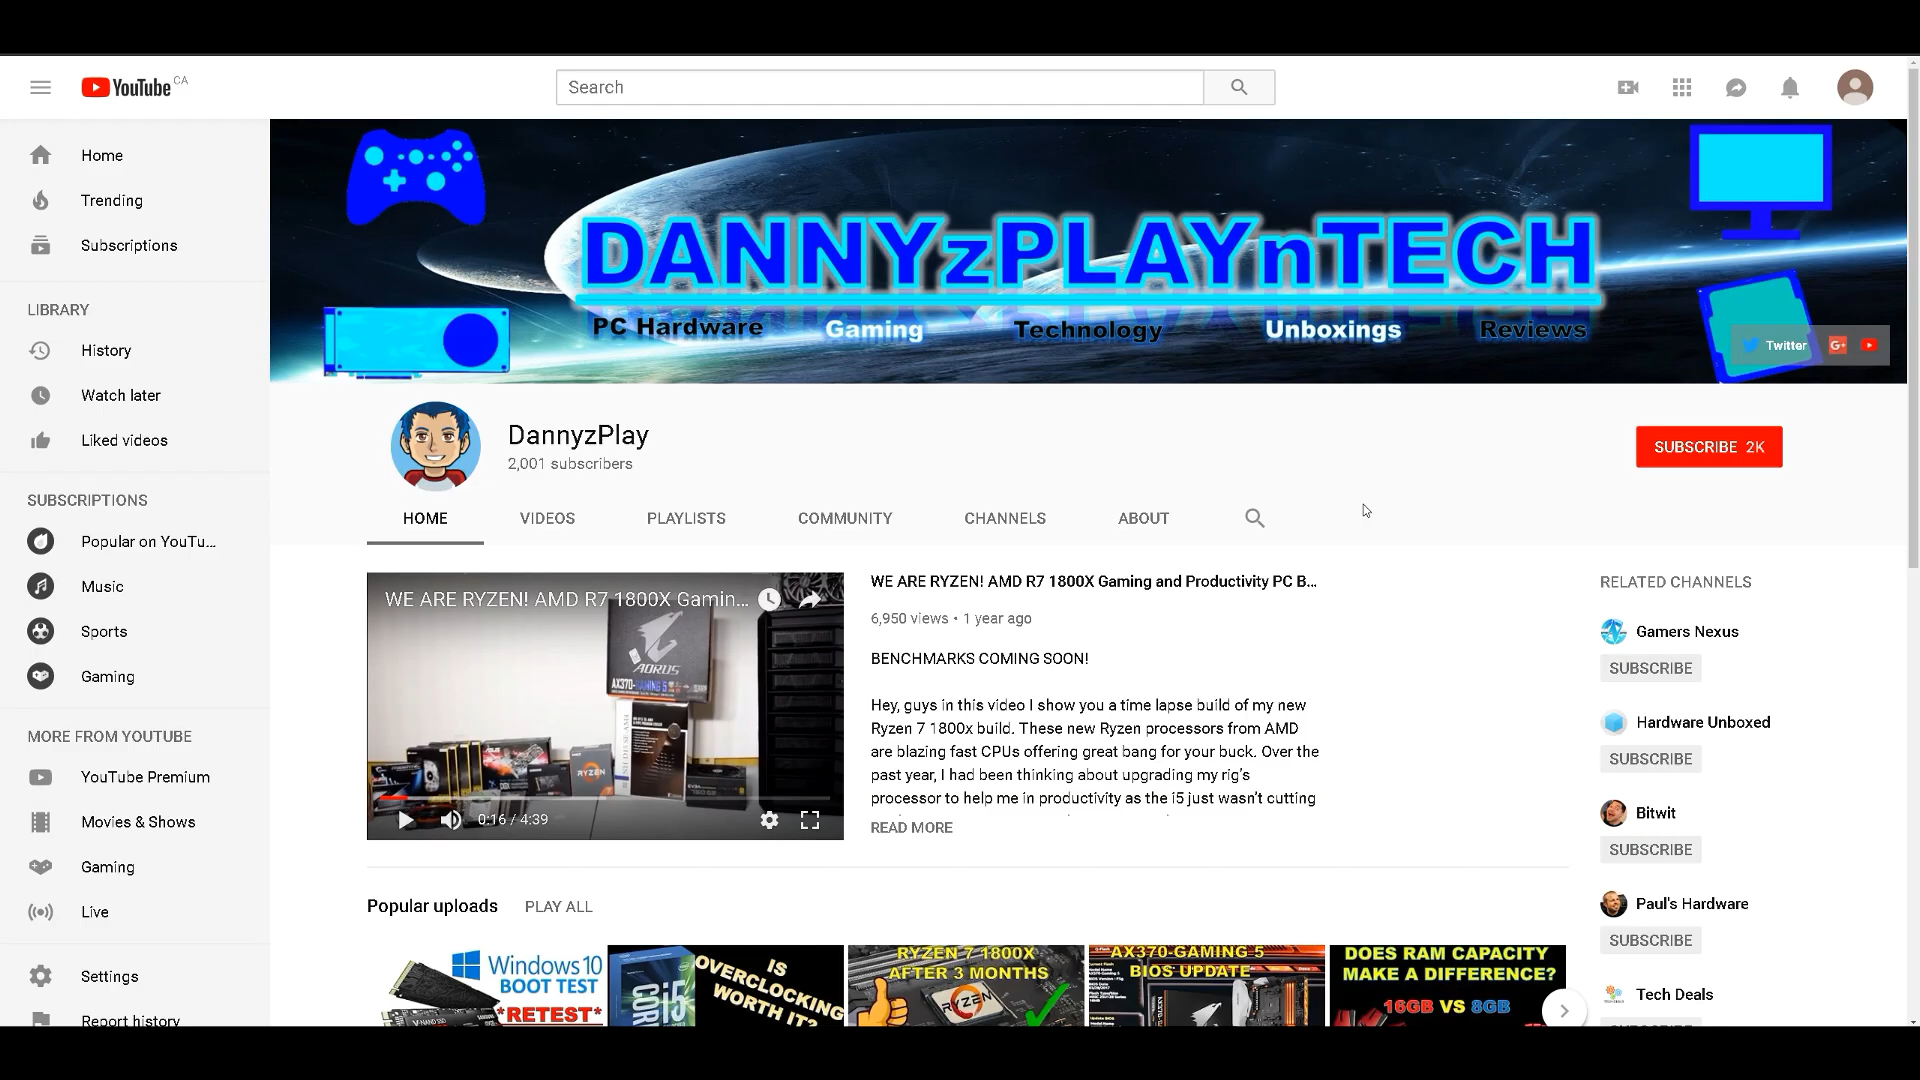 YouTube CA
Search
Home
Trending
Subscriptions
LIBRARY
History
Watch later
Liked videos
SUBSCRIPTIONS
Popular on YouTu...
Music
Sports
Gaming
MORE FROM YOUTUBE
YouTube Premium
Movies & Shows
Gaming
Live
Settings
Report history
DANNYzPLAYnTECH
PC Hardware Gaming Technology Unboxings Reviews
Twitter G+
DannyzPlay
2,001 subscribers
SUBSCRIBE 2K
HOME VIDEOS PLAYLISTS COMMUNITY CHANNELS ABOUT
WE ARE RYZEN! AMD R7 1800X Gamin...
AORUS
AX370-GAMING 5
RYZEN
0:16 / 4:39
WE ARE RYZEN! AMD R7 1800X Gaming and Productivity PC B...
6,950 views • 1 year ago
BENCHMARKS COMING SOON!
Hey, guys in this video I show you a time lapse build of my new
Ryzen 7 1800x build. These new Ryzen processors from AMD
are blazing fast CPUs offering great bang for your buck. Over the
past year, I had been thinking about upgrading my rig's
processor to help me in productivity as the i5 just wasn't cutting
READ MORE
RELATED CHANNELS
Gamers Nexus
SUBSCRIBE
Hardware Unboxed
SUBSCRIBE
Bitwit
SUBSCRIBE
Paul's Hardware
SUBSCRIBE
Tech Deals
Popular uploads PLAY ALL
Windows 10
BOOT TEST
*RETEST*
CORE i5
IS
OVERCLOCKING
WORTH IT?
RYZEN 7 1800X
AFTER 3 MONTHS
RYZEN
AX370-GAMING 5
BIOS UPDATE
DOES RAM CAPACITY
MAKE A DIFFERENCE?
16GB VS 8GB